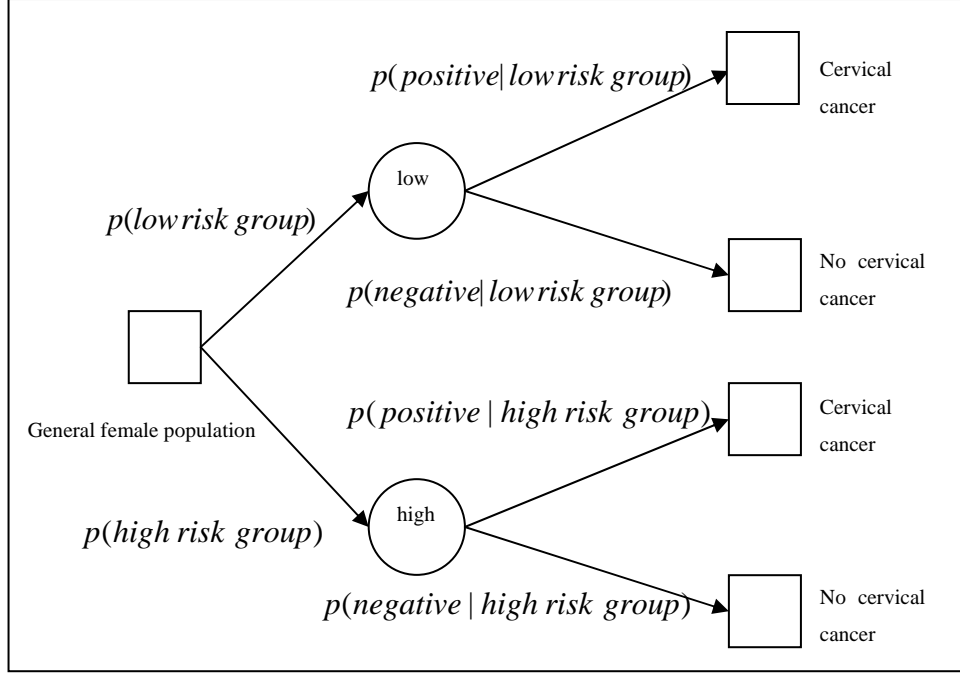 p(positive| low risk group)
Cervical
cancer
low
p(low risk group)
No cervical
cancer
p(negative| low risk group)
General female population
p(positive | high risk group)
Cervical
cancer
high
p(high risk group)
p(negative | high risk group)
No cervical
cancer